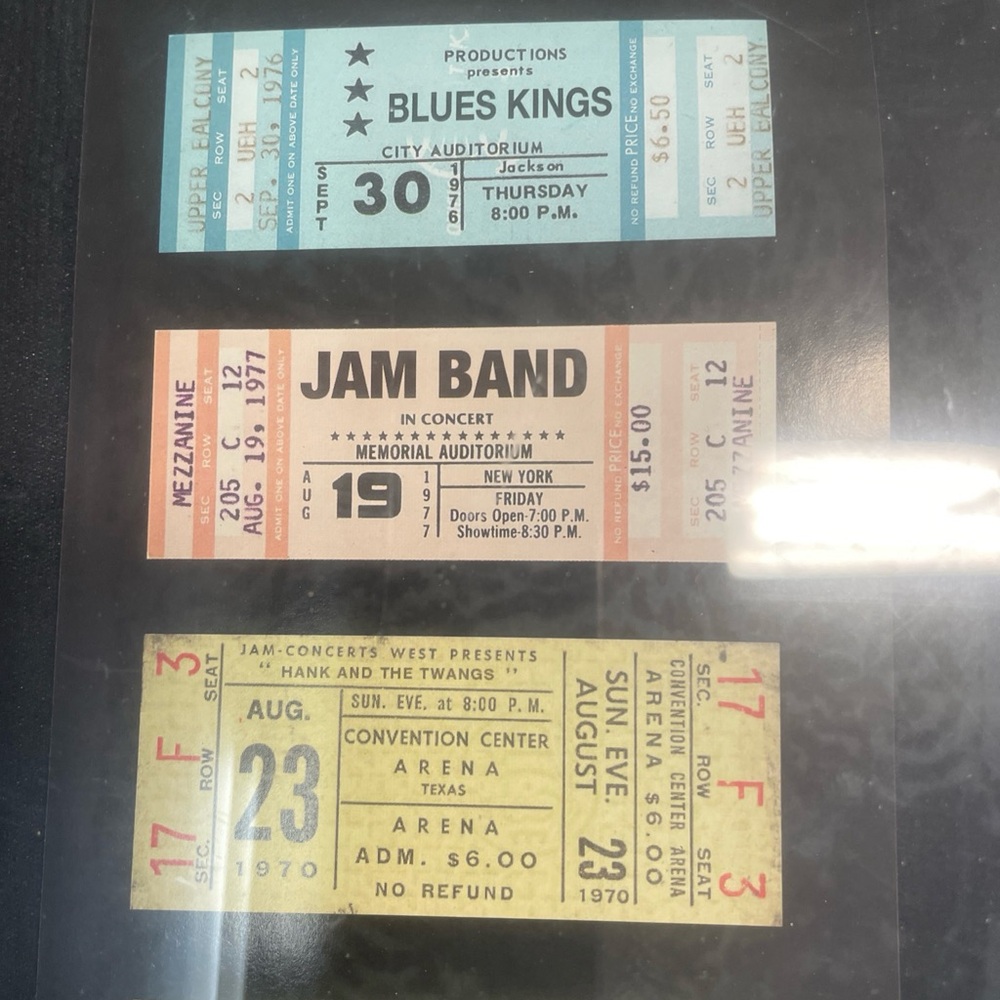 UPPER BALCONY
SEC ROW SEAT
2 UBH 2
SEP. 30, 1976
ADMIT ONE ON ABOVE DATE ONLY
PRODUCTIONS
presents
BLUES KINGS
CITY AUDITORIUM
SEPT 30 1976
Jackson
THURSDAY
8:00 P.M.
NO REFUND PRICE NO EXCHANGE
$6.50
SEC ROW SEAT
2 UBH 2
UPPER BALCONY
MEZZANINE
SEC ROW SEAT
205 C 12
AUG. 19, 1977
ADMIT ONE ON ABOVE DATE ONLY
JAM BAND
IN CONCERT
MEMORIAL AUDITORIUM
AUG 19 1977
NEW YORK
FRIDAY
Doors Open-7:00 P.M.
Showtime-8:30 P.M.
NO REFUND PRICE NO EXCHANGE
$15.00
SEC ROW SEAT
205 C 12
ZZANINE
17 F 3
SEC. ROW SEAT
JAM-CONCERTS WEST PRESENTS
"HANK AND THE TWANGS"
AUG.
23
1970
SUN. EVE. at 8:00 P.M.
CONVENTION CENTER
ARENA
TEXAS
ARENA
ADM. $6.00
NO REFUND
SUN. EVE.
AUGUST 23
1970
CONVENTION CENTER ARENA
ARENA $6.00
SEC. ROW SEAT
17 F 3